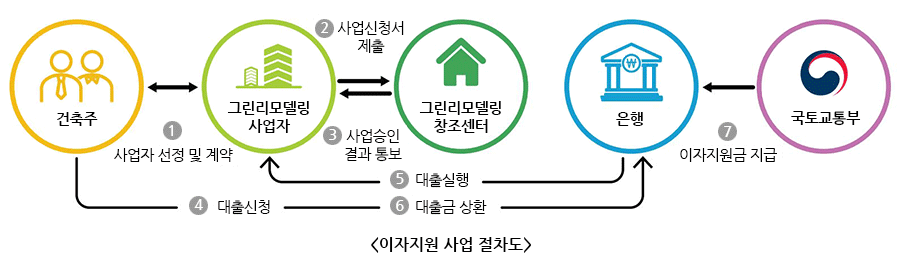 건축주
1
사업자 선정 및 계약
그린리모델링
사업자
2 사업신청서
제출
3 사업승인
결과 통보
그린리모델링
창조센터
₩
은행
7
이자지원금 지급
국토교통부
5 대출실행
4 대출신청
6 대출금 상환
<이자지원 사업 절차도>